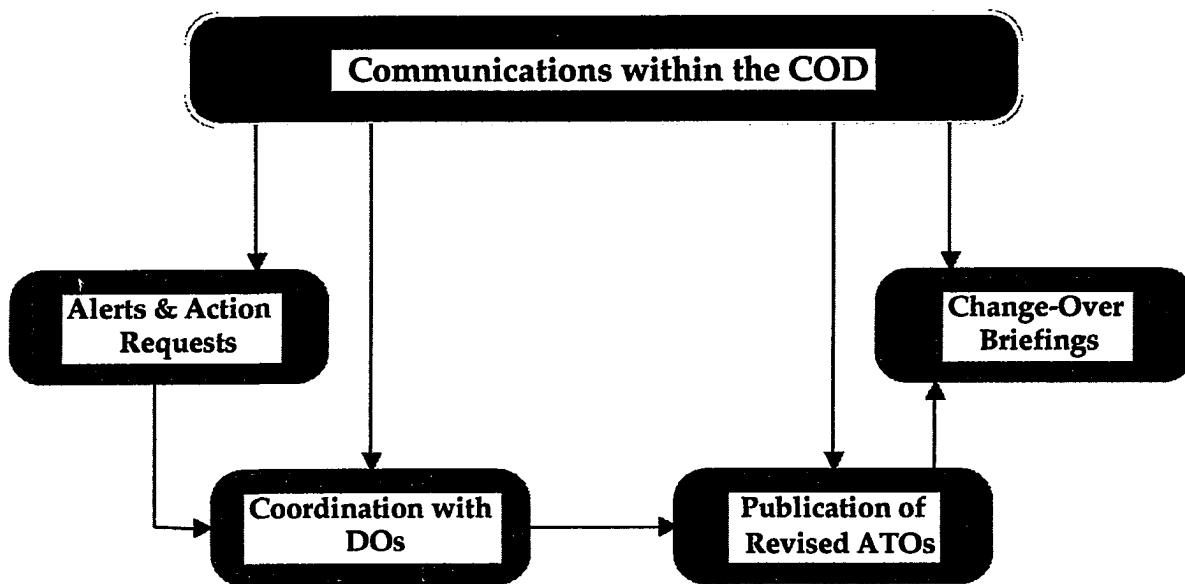 Communications within the COD
Alerts & Action
Requests
Change-Over
Briefings
Coordination with
DOs
Publication of
Revised ATOs